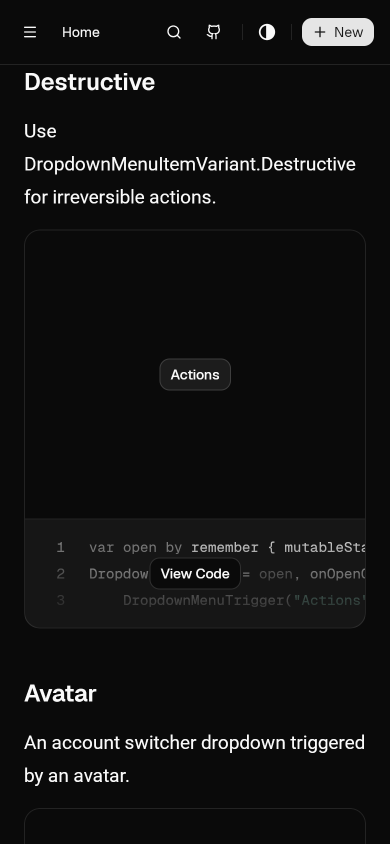 Home
New
Destructive
Use
DropdownMenuItemVariant.Destructive
for irreversible actions.
Actions
1 var open by remember { mutableSta
2 Dropdow
View Code
= open, onOpenC
3 DropdownMenuTrigger("Actions"
Avatar
An account switcher dropdown triggered
by an avatar.